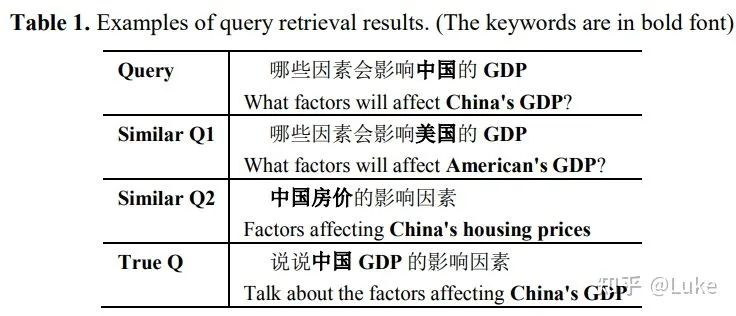 Table 1. Examples of query retrieval results. (The keywords are in bold font)
Query 哪些因素会影响中国的 GDP
What factors will affect China's GDP?
Similar Q1 哪些因素会影响美国的 GDP
What factors will affect American's GDP?
Similar Q2 中国房价的影响因素
Factors affecting China's housing prices
True Q 说说中国 GDP 的影响因素
Talk about the factors affecting China's GDP
知乎 @Luke